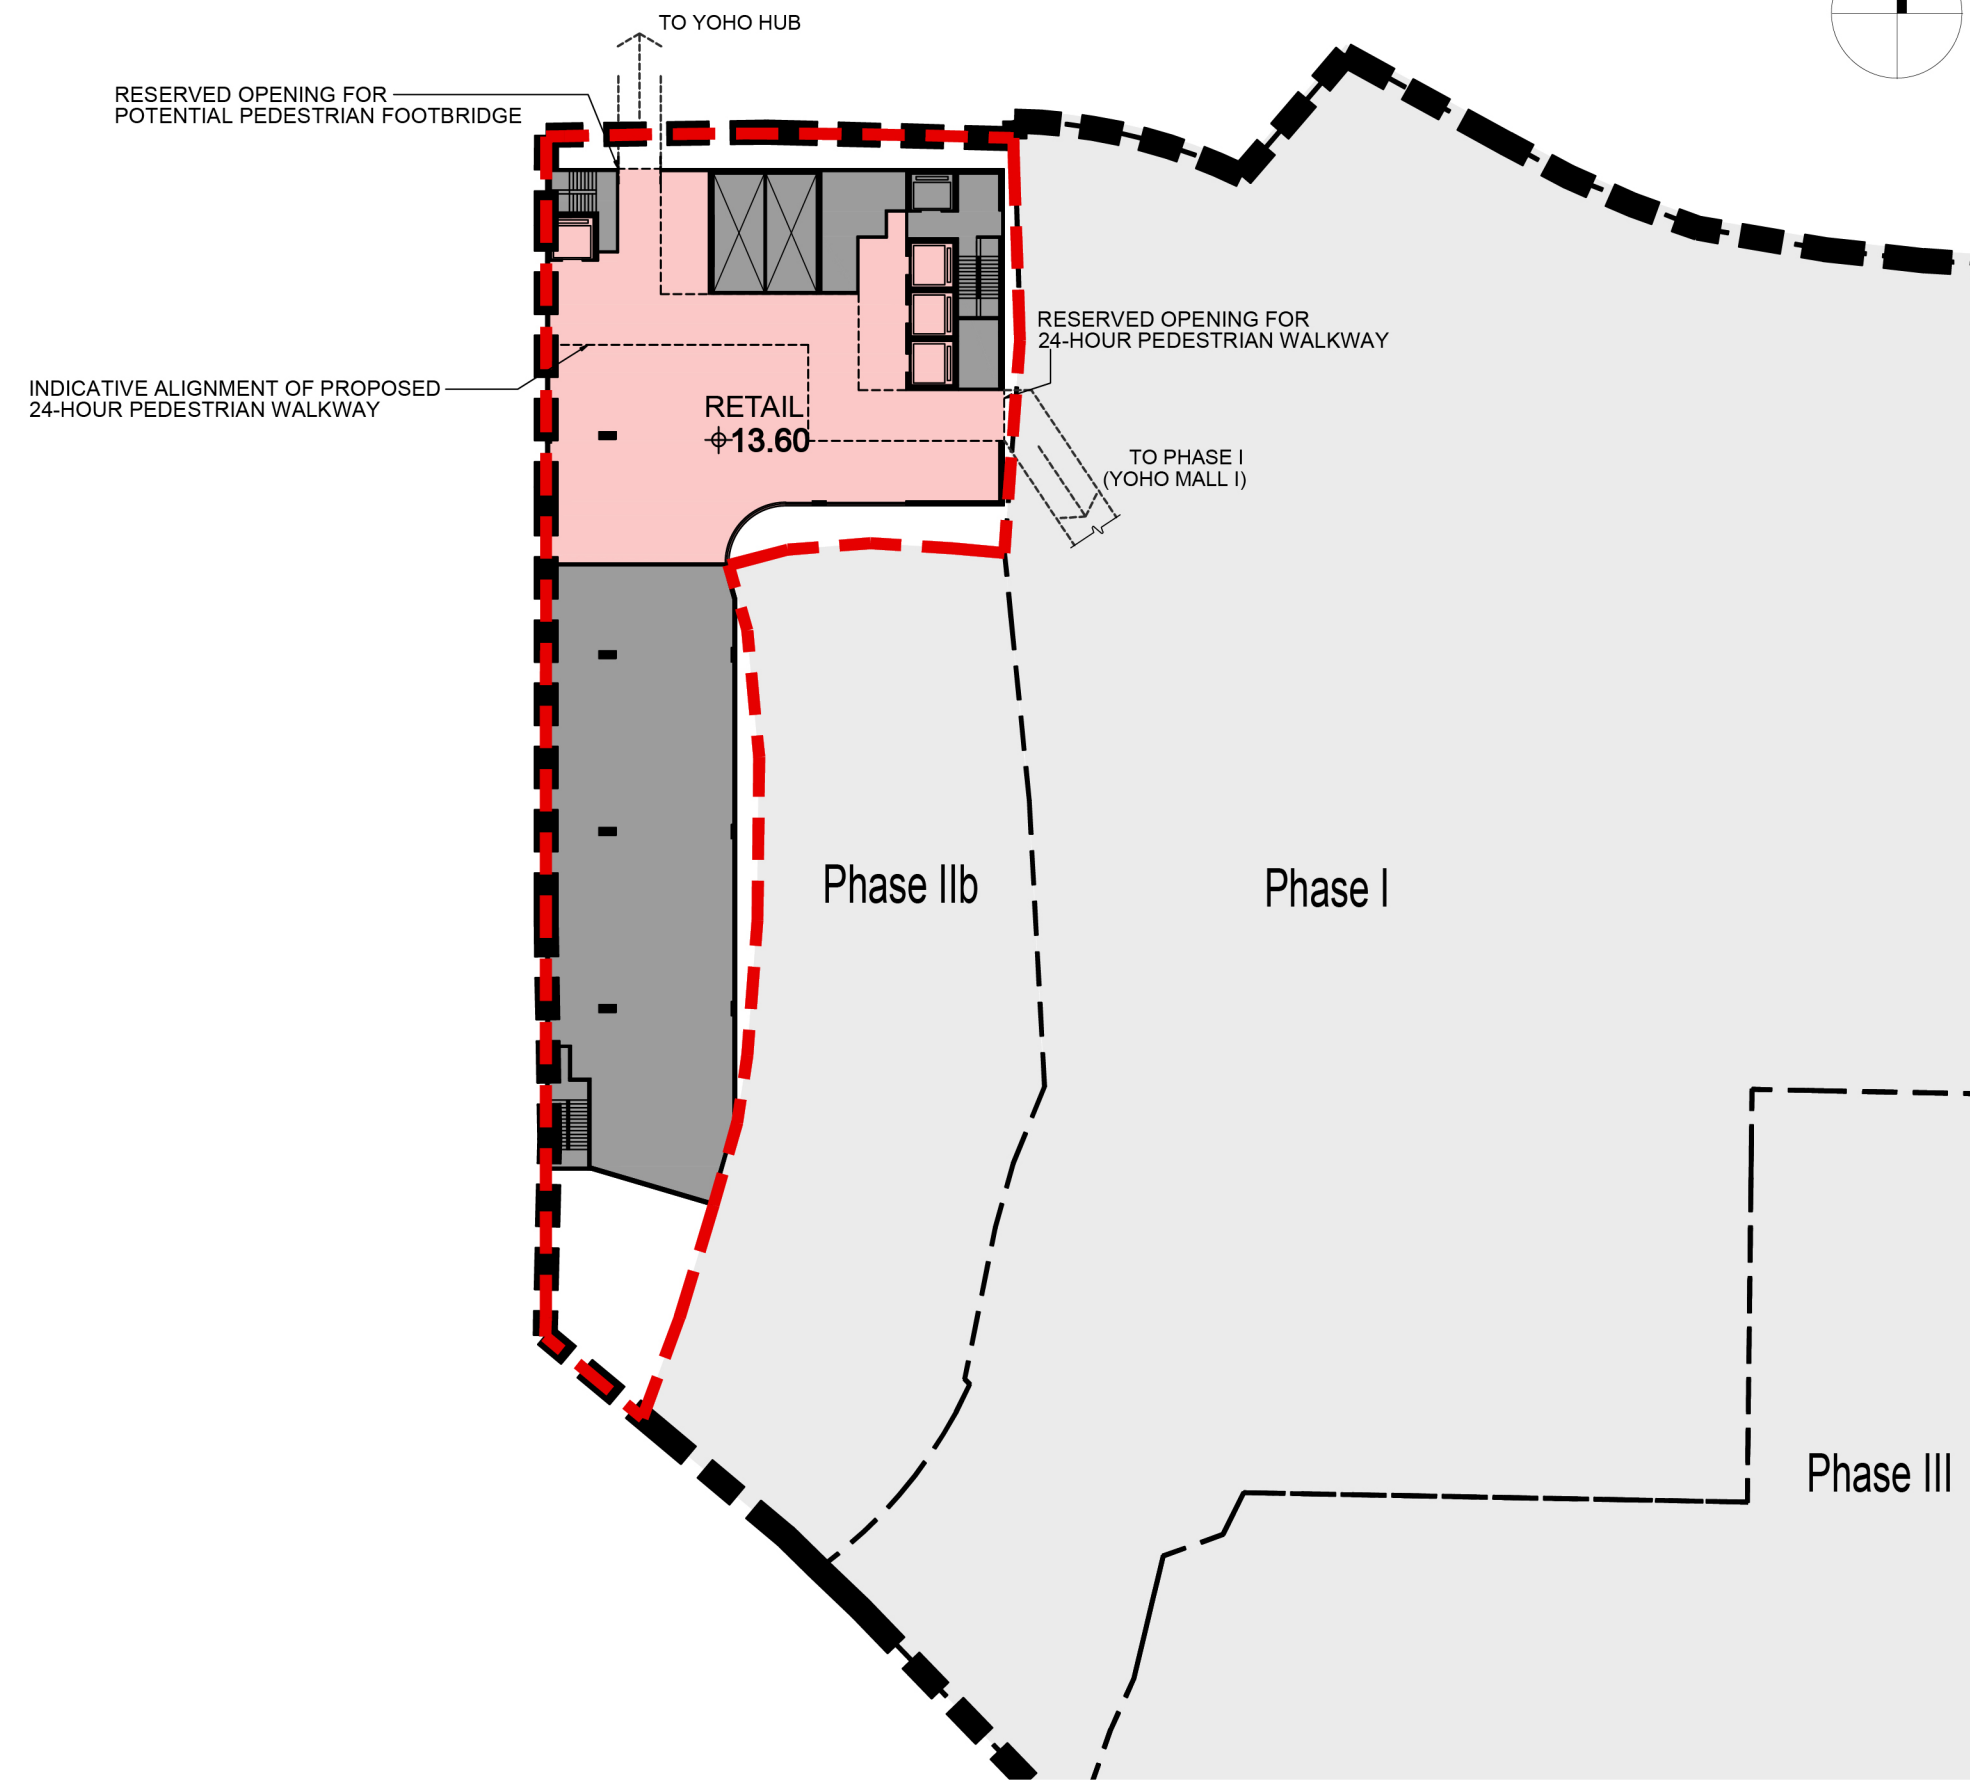 TO YOHO HUB
RESERVED OPENING FOR
POTENTIAL PEDESTRIAN FOOTBRIDGE
RESERVED OPENING FOR
24-HOUR PEDESTRIAN WALKWAY
INDICATIVE ALIGNMENT OF PROPOSED
24-HOUR PEDESTRIAN WALKWAY
RETAIL
13.60
TO PHASE I
(YOHO MALL I)
Phase IIb
Phase I
Phase III